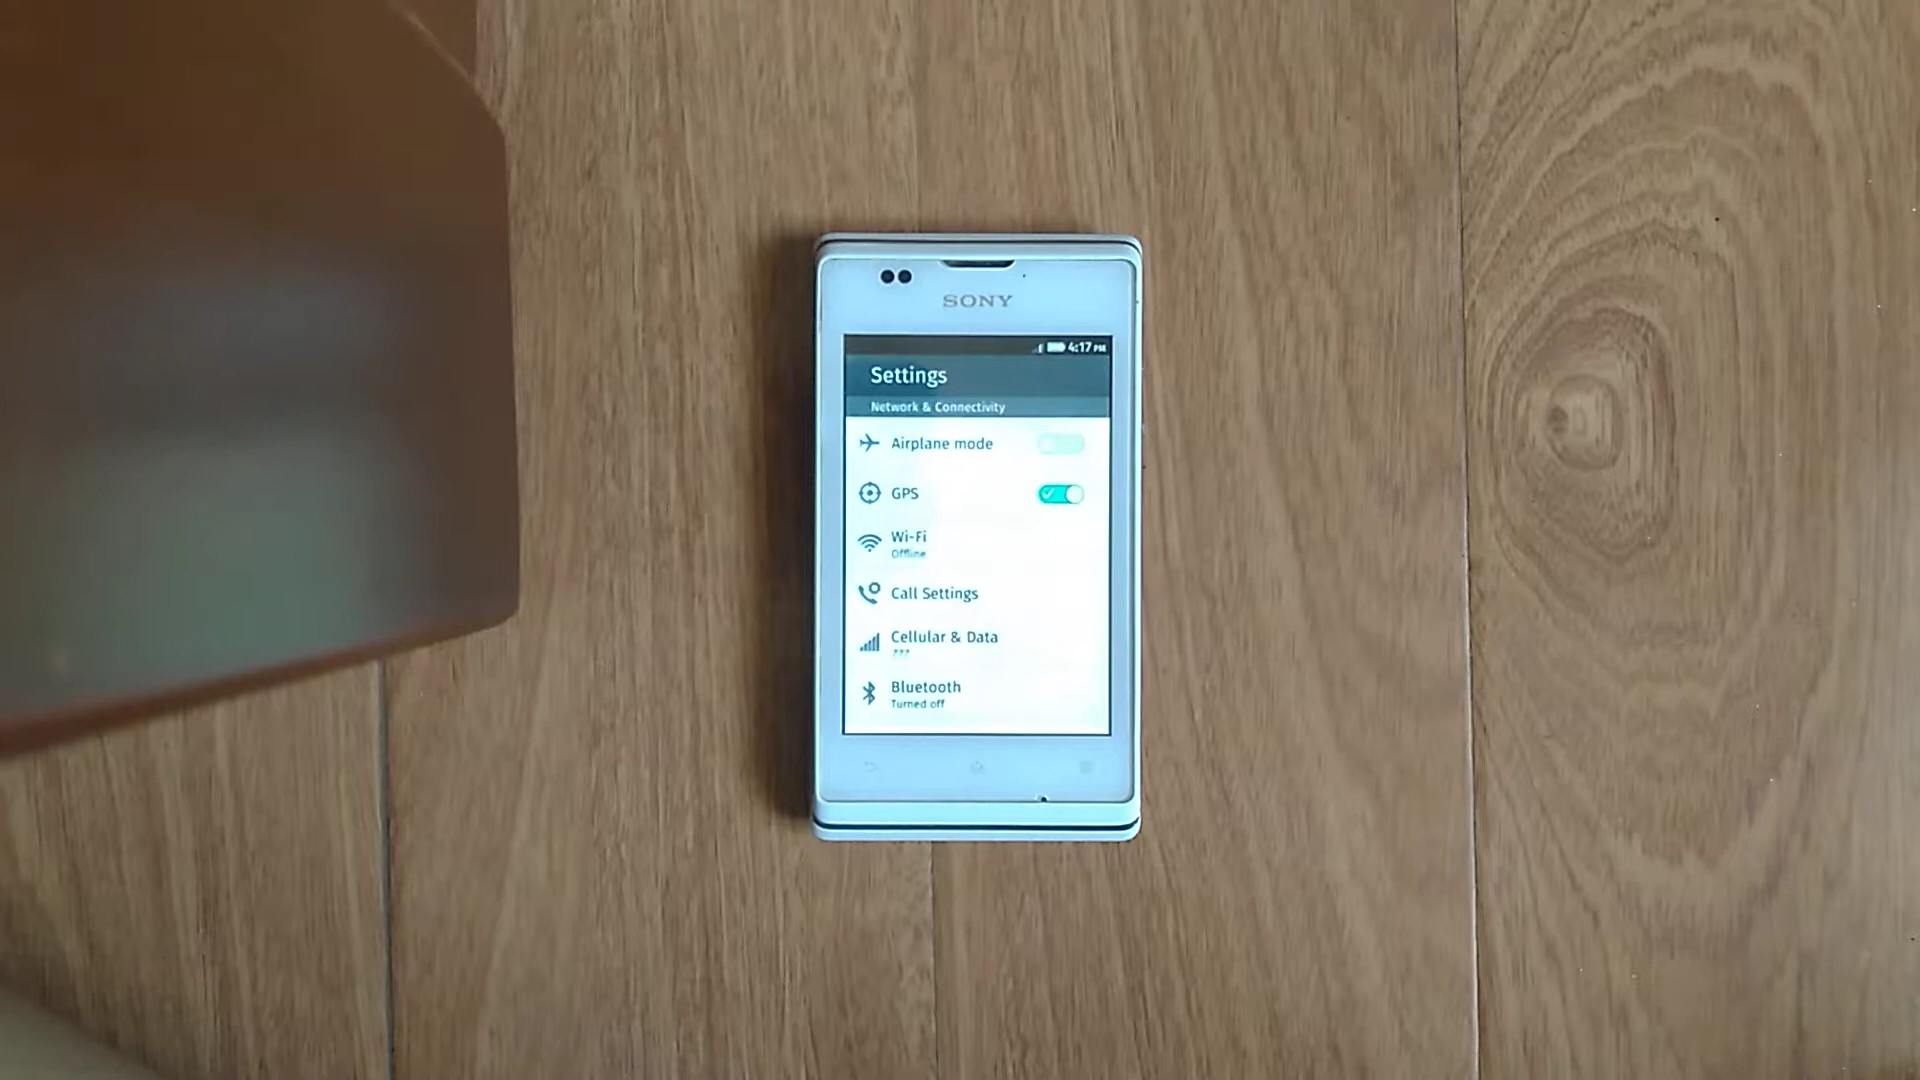 SONY
4:17 PM
Settings
Network & Connectivity
Airplane mode
GPS
Wi-Fi
Offline
Call Settings
Cellular & Data
???
Bluetooth
Turned off